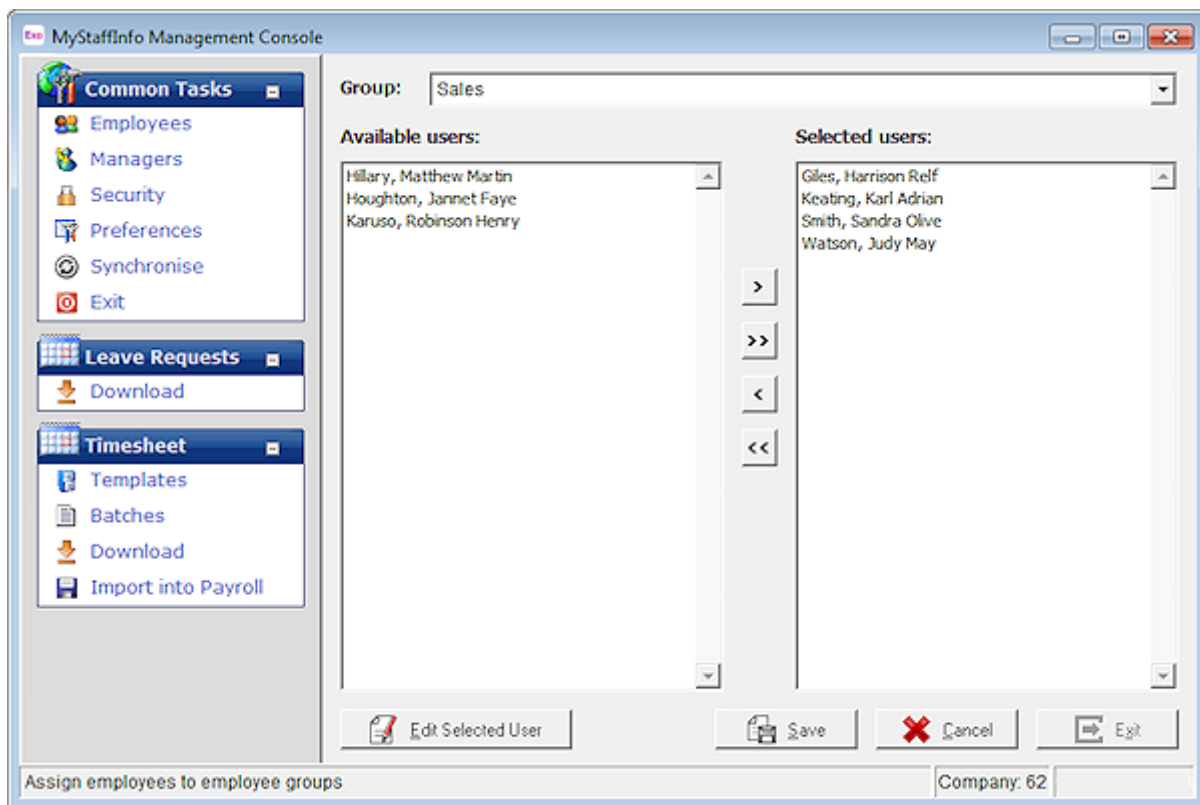 Exo MyStaffInfo Management Console
Common Tasks
Employees
Managers
Security
Preferences
Synchronise
Exit
Leave Requests
Download
Timesheet
Templates
Batches
Download
Import into Payroll
Group: Sales
Available users:
Hillary, Matthew Martin
Houghton, Jannet Faye
Karuso, Robinson Henry
>
>>
<
<<
Selected users:
Giles, Harrison Relf
Keating, Karl Adrian
Smith, Sandra Olive
Watson, Judy May
Edit Selected User
Save
Cancel
Exit
Assign employees to employee groups
Company: 62